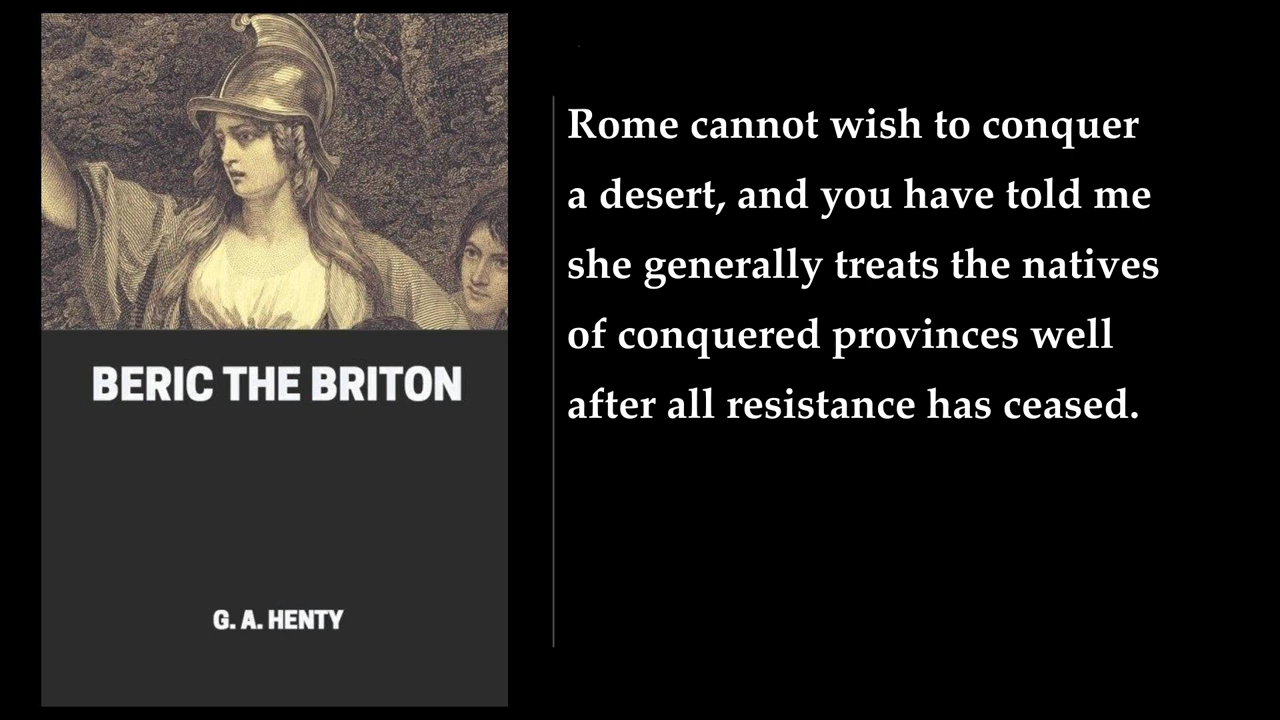 BERIC THE BRITON
G. A. HENTY
Rome cannot wish to conquer
a desert, and you have told me
she generally treats the natives
of conquered provinces well
after all resistance has ceased.